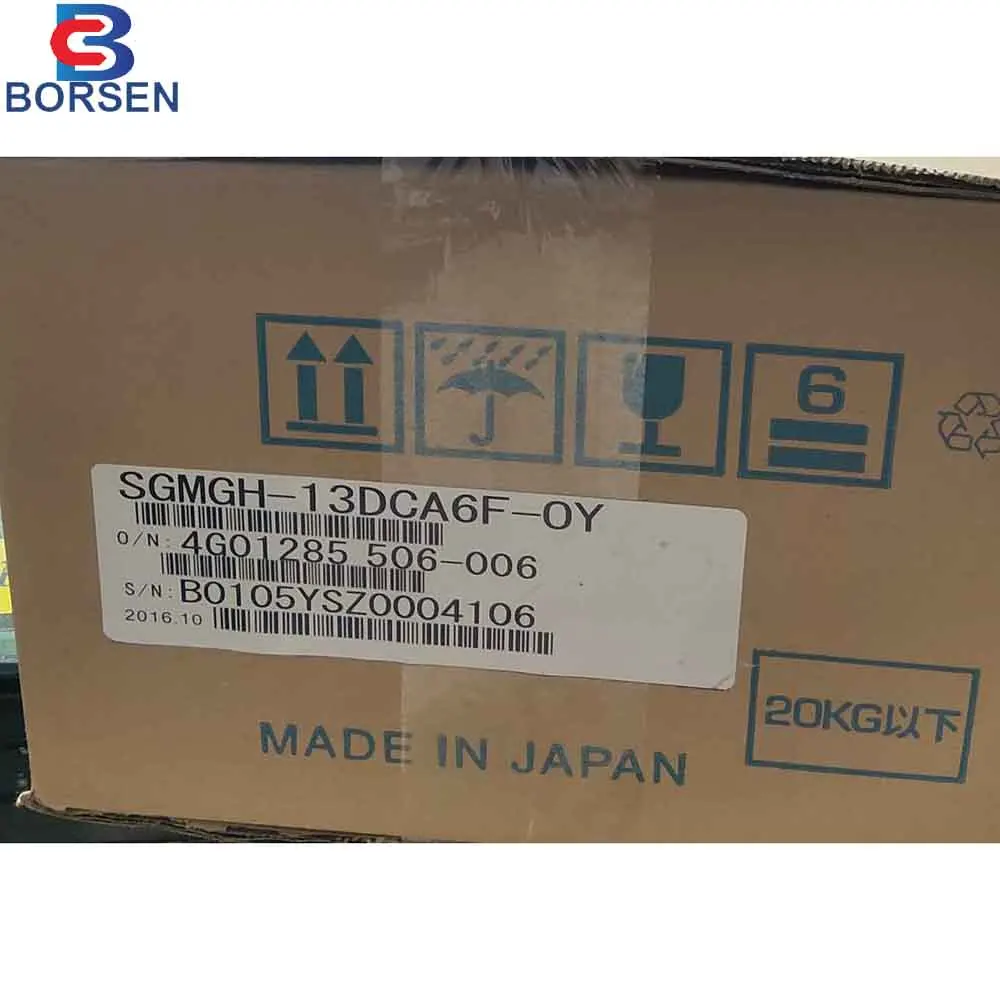 BORSEN
6
SGMGH-13DCA6F-OY
O/N: 4G01285 506-006
S/N: B0105YSZ0004106
2016.10
20KG以下
MADE IN JAPAN